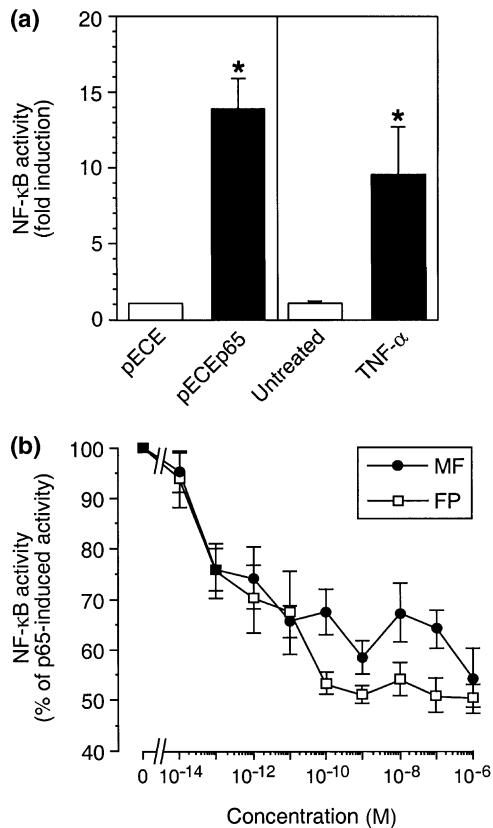 (a)
NF-κB activity
(fold induction)
20
15
10
5
0
*
*
pECE
pECEp65
Untreated
TNF-α
(b)
NF-κB activity
(% of p65-induced activity)
100
90
80
70
60
50
40
MF
FP
0 10⁻¹⁴ 10⁻¹² 10⁻¹⁰ 10⁻⁸ 10⁻⁶
Concentration (M)